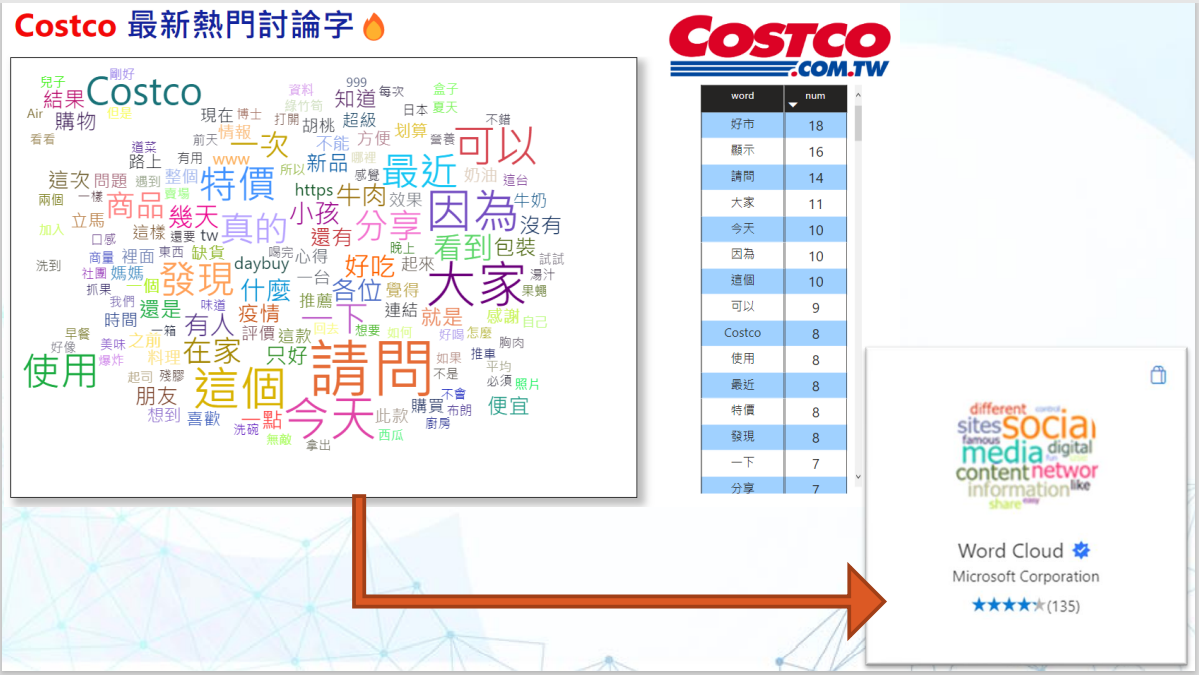 Costco 最新熱門討論字
COSTCO
.COM.TW
剛好
兒子
結果
Costco
資料
999
每次
盒子
Air
購物
但是
綠竹筍
知道
夏天
現在
博士
打開
胡桃
超級
日本
不錯
看看
前天
情報
一次
不能
方便
划算
營養
可以
道菜
路上
有用
www
所以
新品
哪裡
感覺
最近
奶油
這台
這次
問題
遇到
整個
特價
https
牛肉
效果
因為
牛奶
兩個
一樣
賣場
商品
幾天
小孩
分享
沒有
加入
立馬
這樣
還要
tw
真的
還有
看到
包裝
口感
商量
裡面
東西
缺貨
喝完
心得
晚上
試試
洗到
社團
媽媽
發現
daybuy
一台
好吃
起來
大家
湯汁
抓果
一個
什麼
推薦
各位
覺得
果蠅
我們
還是
味道
疫情
一下
連結
就是
感謝
自己
時間
一箱
有人
評價
這款
回去
想要
如何
好喝
怎麼
早餐
好像
美味
之前
在家
只好
請問
如果
推車
胸肉
使用
爆炸
料理
不是
平均
起司
殘膠
這個
必須
照片
朋友
不會
想到
喜歡
一點
今天
此款
購買
布朗
便宜
洗碗
廚房
無敵
拿出
西瓜
word num
好市 18
顯示 16
請問 14
大家 11
今天 10
因為 10
這個 10
可以 9
Costco 8
使用 8
最近 8
特價 8
發現 8
一下 7
分享 7
different
control
sites
social
famous
media
digital
fun
content
networ
information
like
share
easy
Word Cloud
Microsoft Corporation
(135)